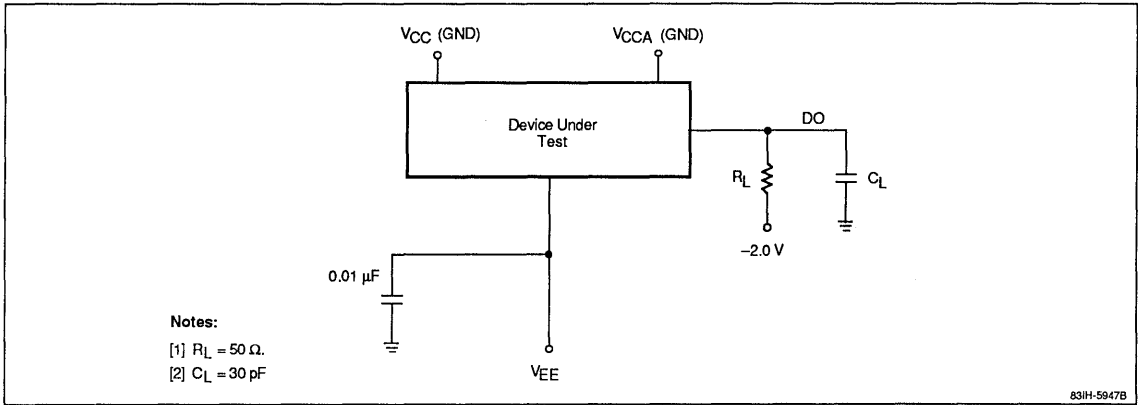 VCC (GND)
VCCA (GND)
Device Under
Test
DO
RL
CL
–2.0 V
0.01 µF
Notes:
[1] RL = 50 Ω.
[2] CL = 30 pF
VEE
83IH-5947B